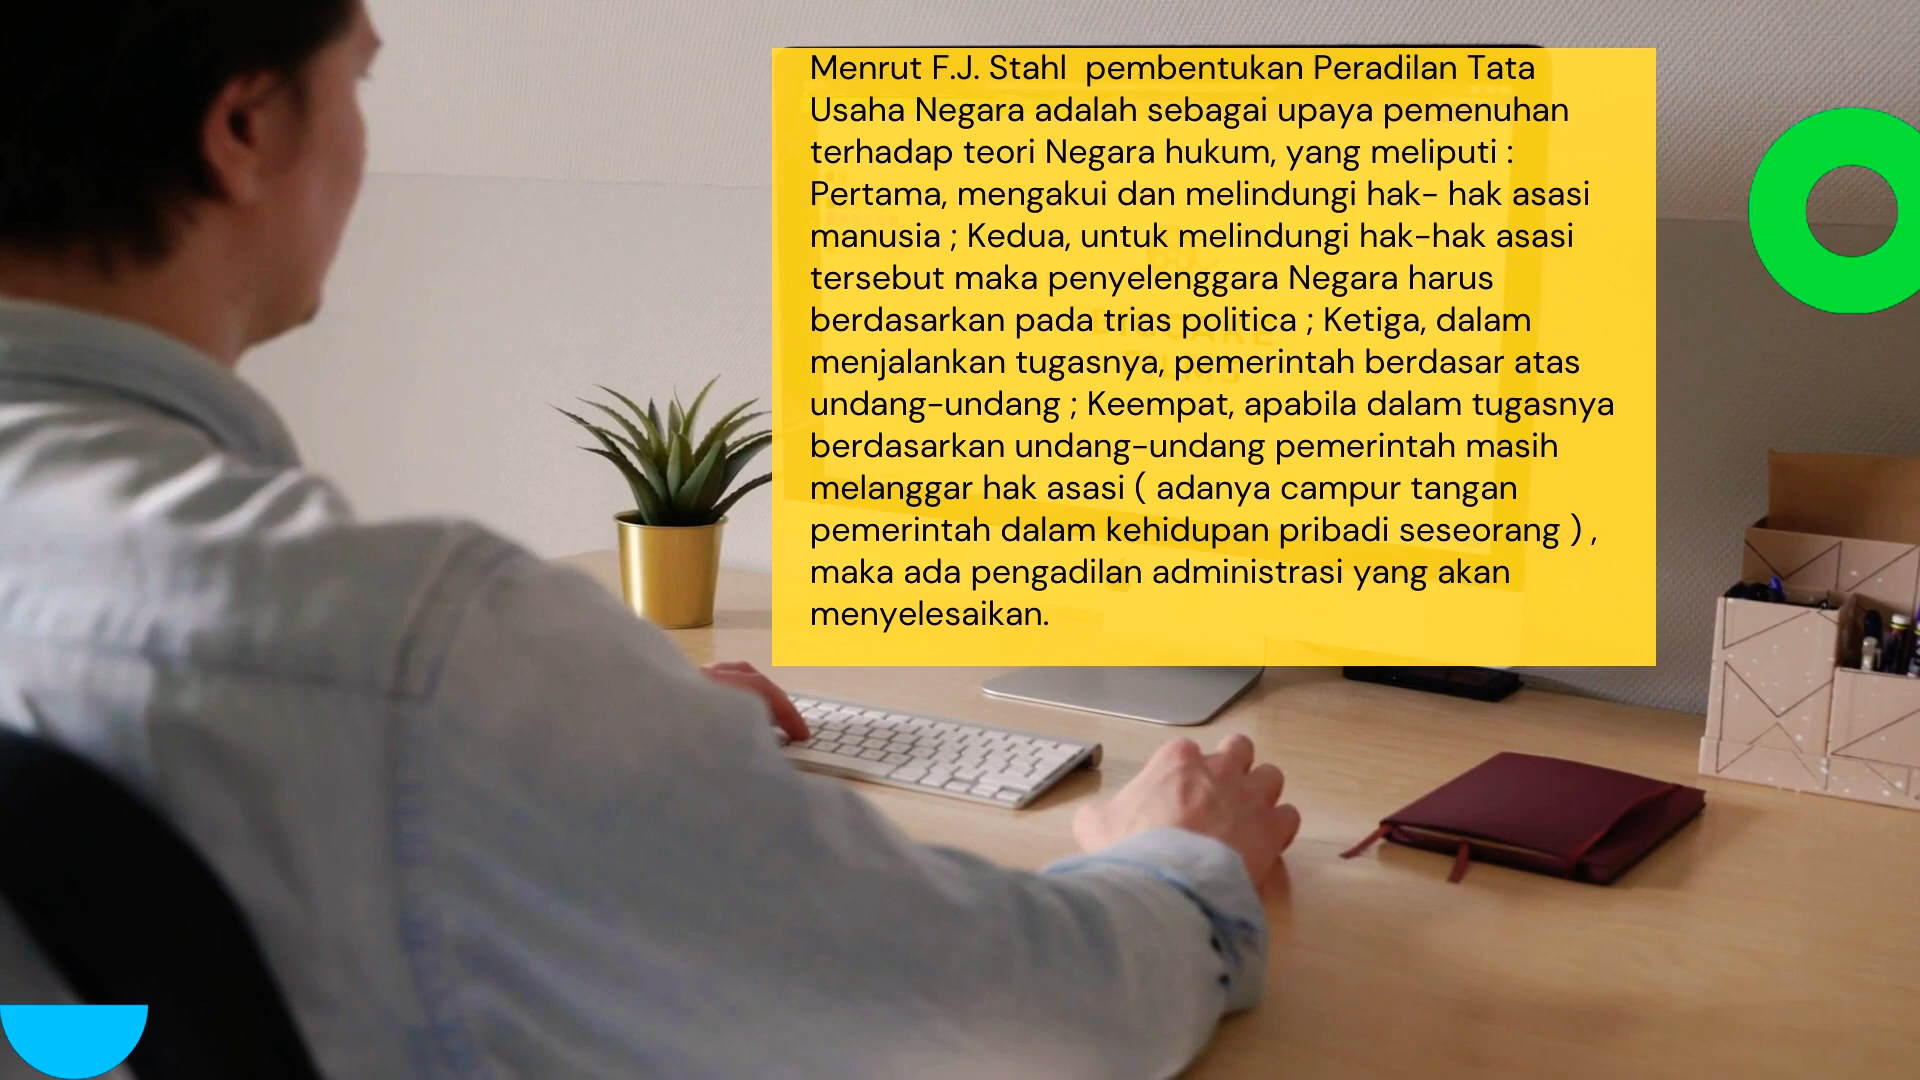 Menrut F.J. Stahl  pembentukan Peradilan Tata
Usaha Negara adalah sebagai upaya pemenuhan
terhadap teori Negara hukum, yang meliputi :
Pertama, mengakui dan melindungi hak- hak asasi
manusia ; Kedua, untuk melindungi hak-hak asasi
tersebut maka penyelenggara Negara harus
berdasarkan pada trias politica ; Ketiga, dalam
menjalankan tugasnya, pemerintah berdasar atas
undang-undang ; Keempat, apabila dalam tugasnya
berdasarkan undang-undang pemerintah masih
melanggar hak asasi ( adanya campur tangan
pemerintah dalam kehidupan pribadi seseorang ) ,
maka ada pengadilan administrasi yang akan
menyelesaikan.